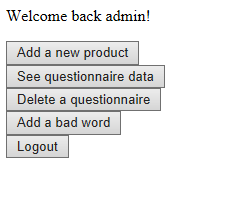 Welcome back admin!
Add a new product
See questionnaire data
Delete a questionnaire
Add a bad word
Logout